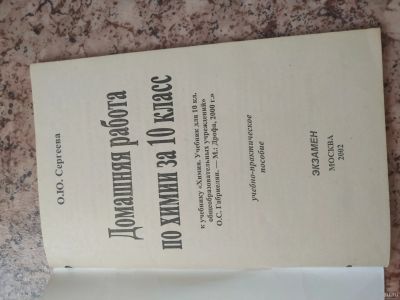 О.Ю. Сергеева
Домашняя работа
по химии за 10 класс
к учебнику «Химия. Учебник для 10 кл.
общеобразовательных учреждений»
О.С. Габриелян. — М.: Дрофа, 2000 г.»
учебно-практическое
пособие
ЭКЗАМЕН
МОСКВА
2002